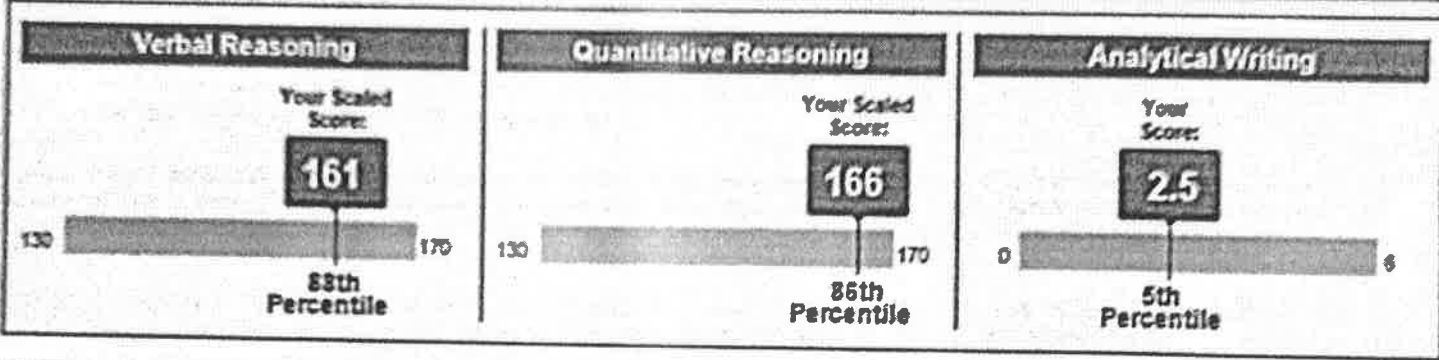 Verbal Reasoning
Your Scaled
Score:
161
130
170
88th
Percentile
Quantitative Reasoning
Your Scaled
Score:
166
130
170
86th
Percentile
Analytical Writing
Your
Score:
2.5
0
6
5th
Percentile